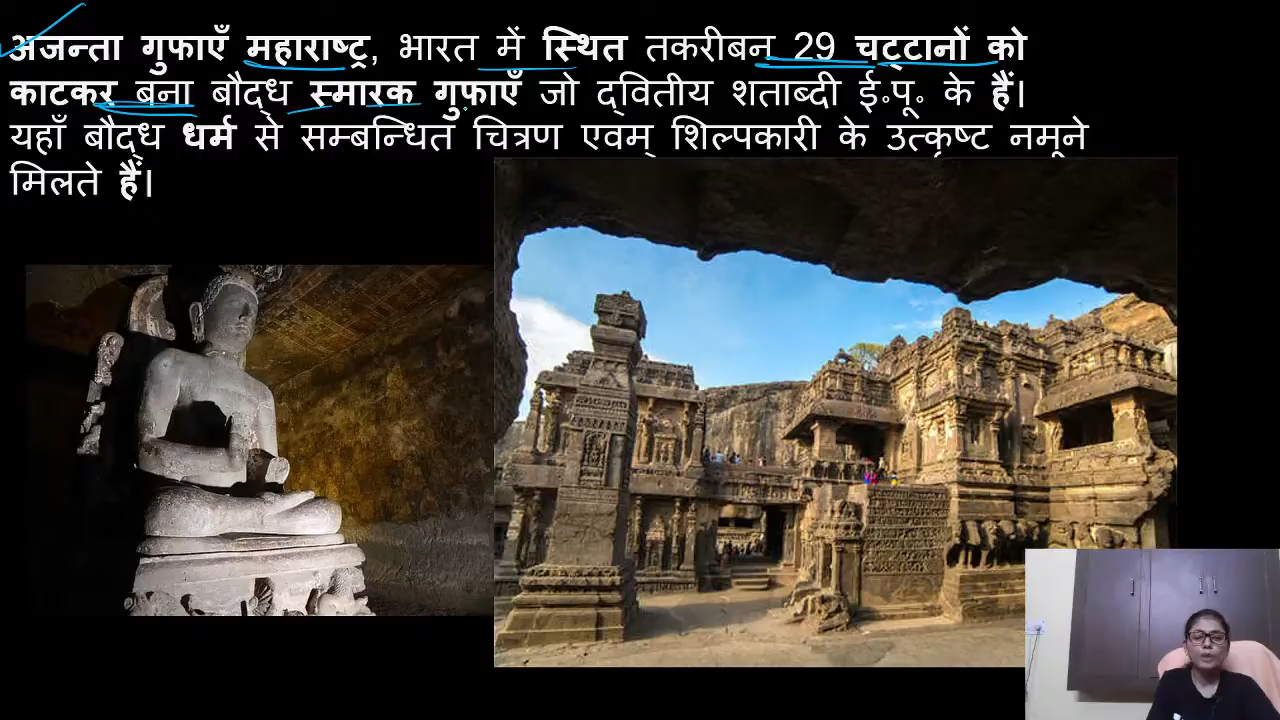 अजन्ता गुफाएँ महाराष्ट्र, भारत में स्थित तकरीबन 29 चट्टानों को
काटकर बना बौद्ध स्मारक गुफाएँ जो द्वितीय शताब्दी ई॰पू॰ के हैं।
यहाँ बौद्ध धर्म से सम्बन्धित चित्रण एवम् शिल्पकारी के उत्कृष्ट नमूने
मिलते हैं।